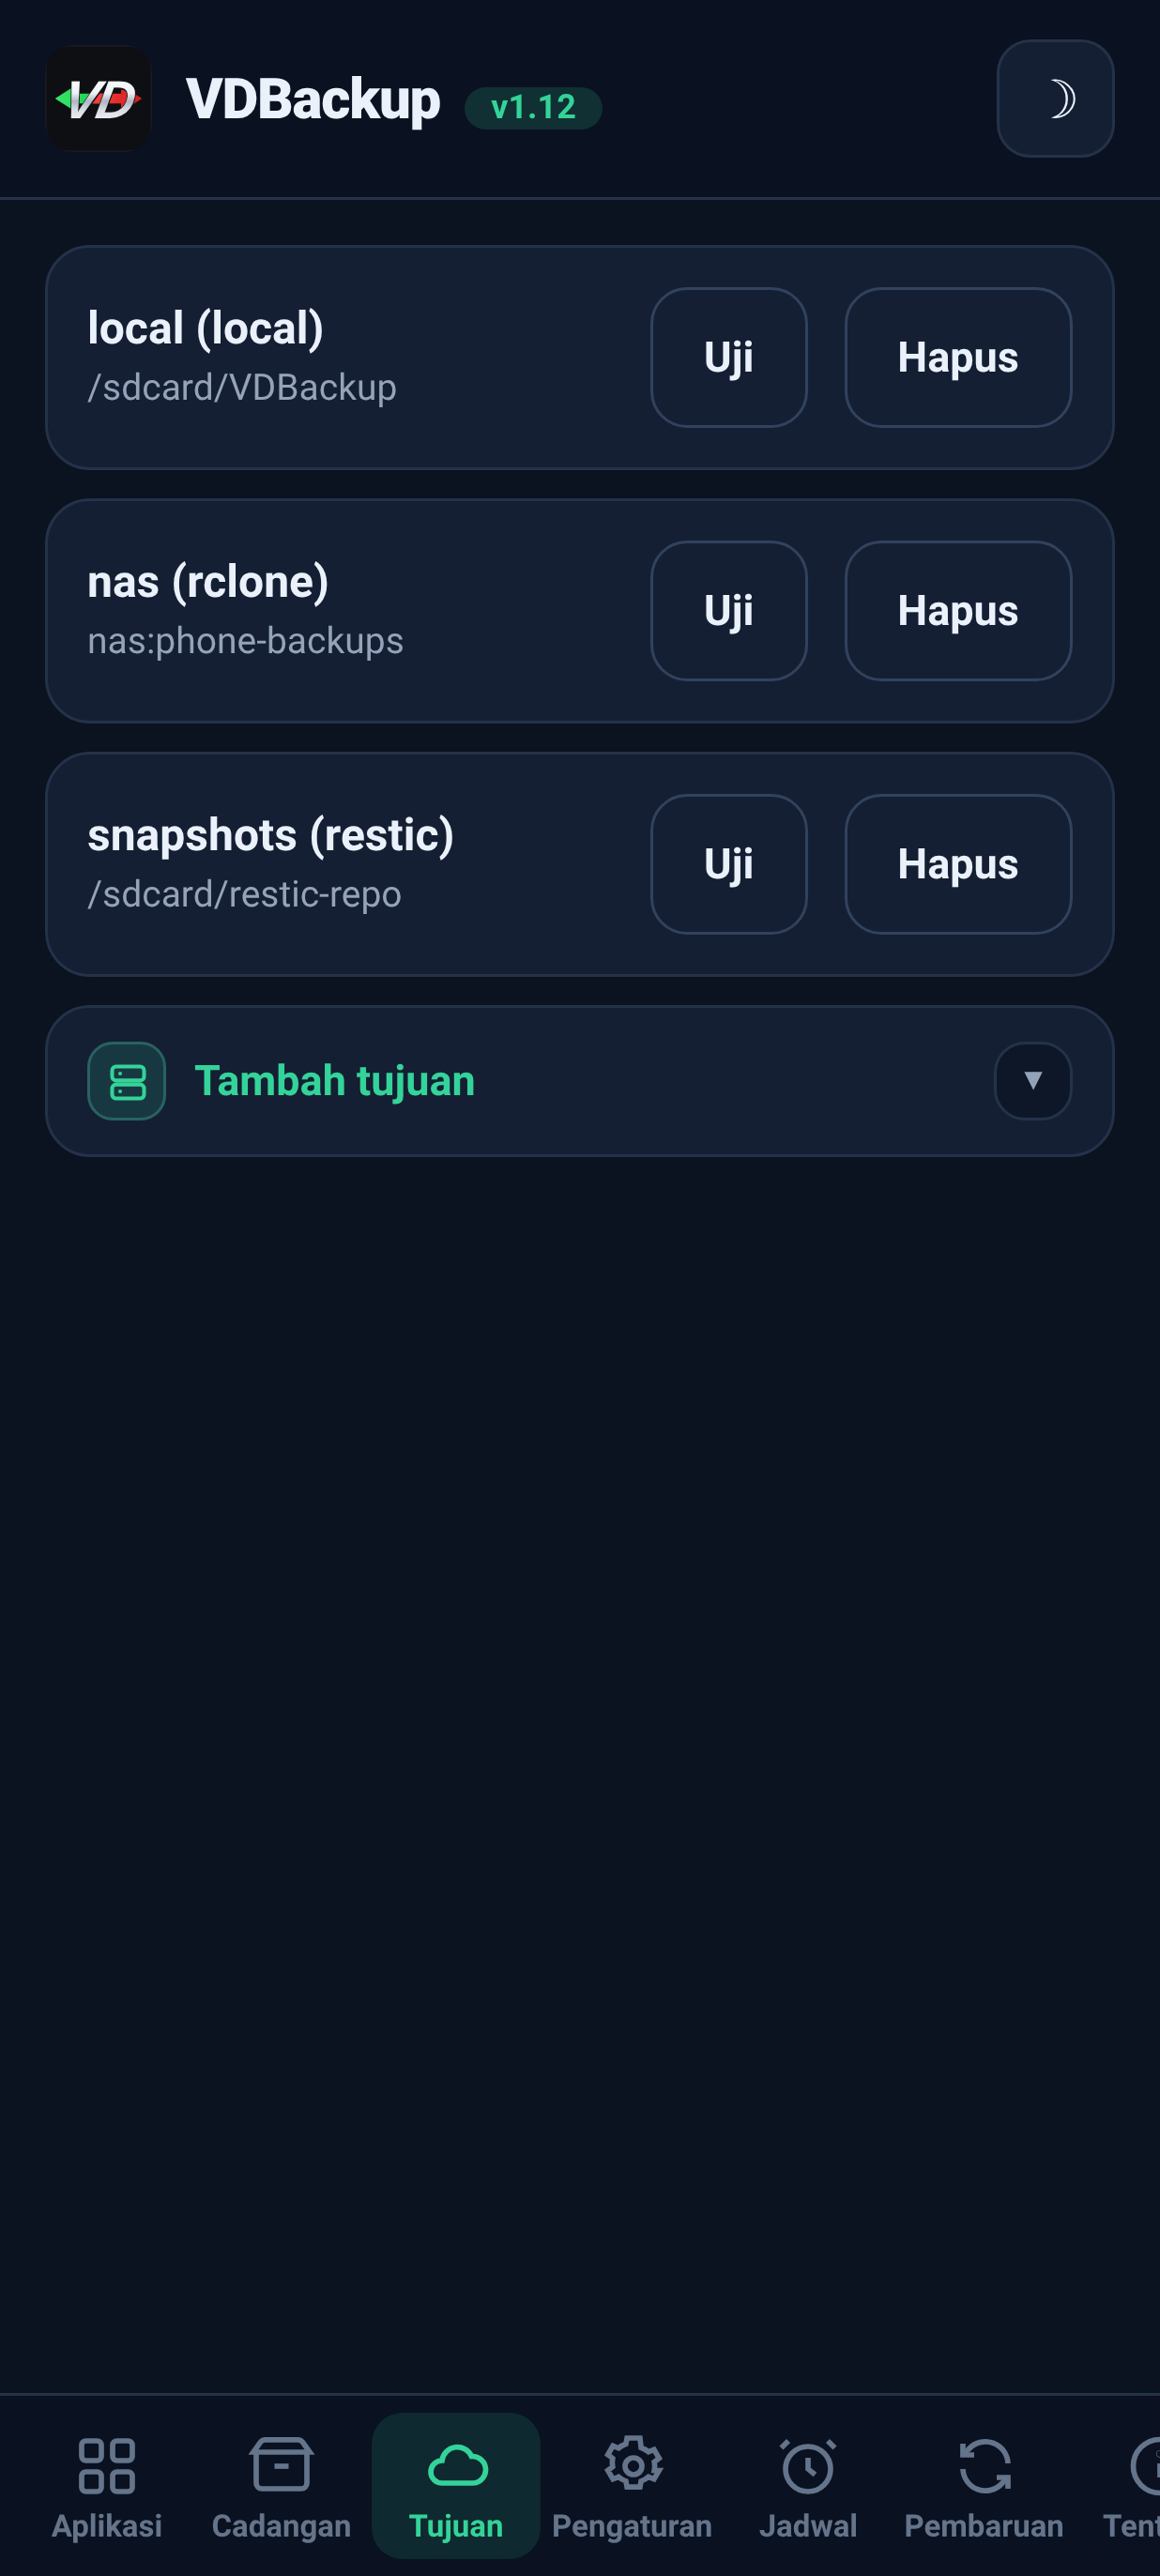 VD
VDBackup v1.12
local (local)
/sdcard/VDBackup
Uji
Hapus
nas (rclone)
nas:phone-backups
Uji
Hapus
snapshots (restic)
/sdcard/restic-repo
Uji
Hapus
Tambah tujuan
Aplikasi
Cadangan
Tujuan
Pengaturan
Jadwal
Pembaruan